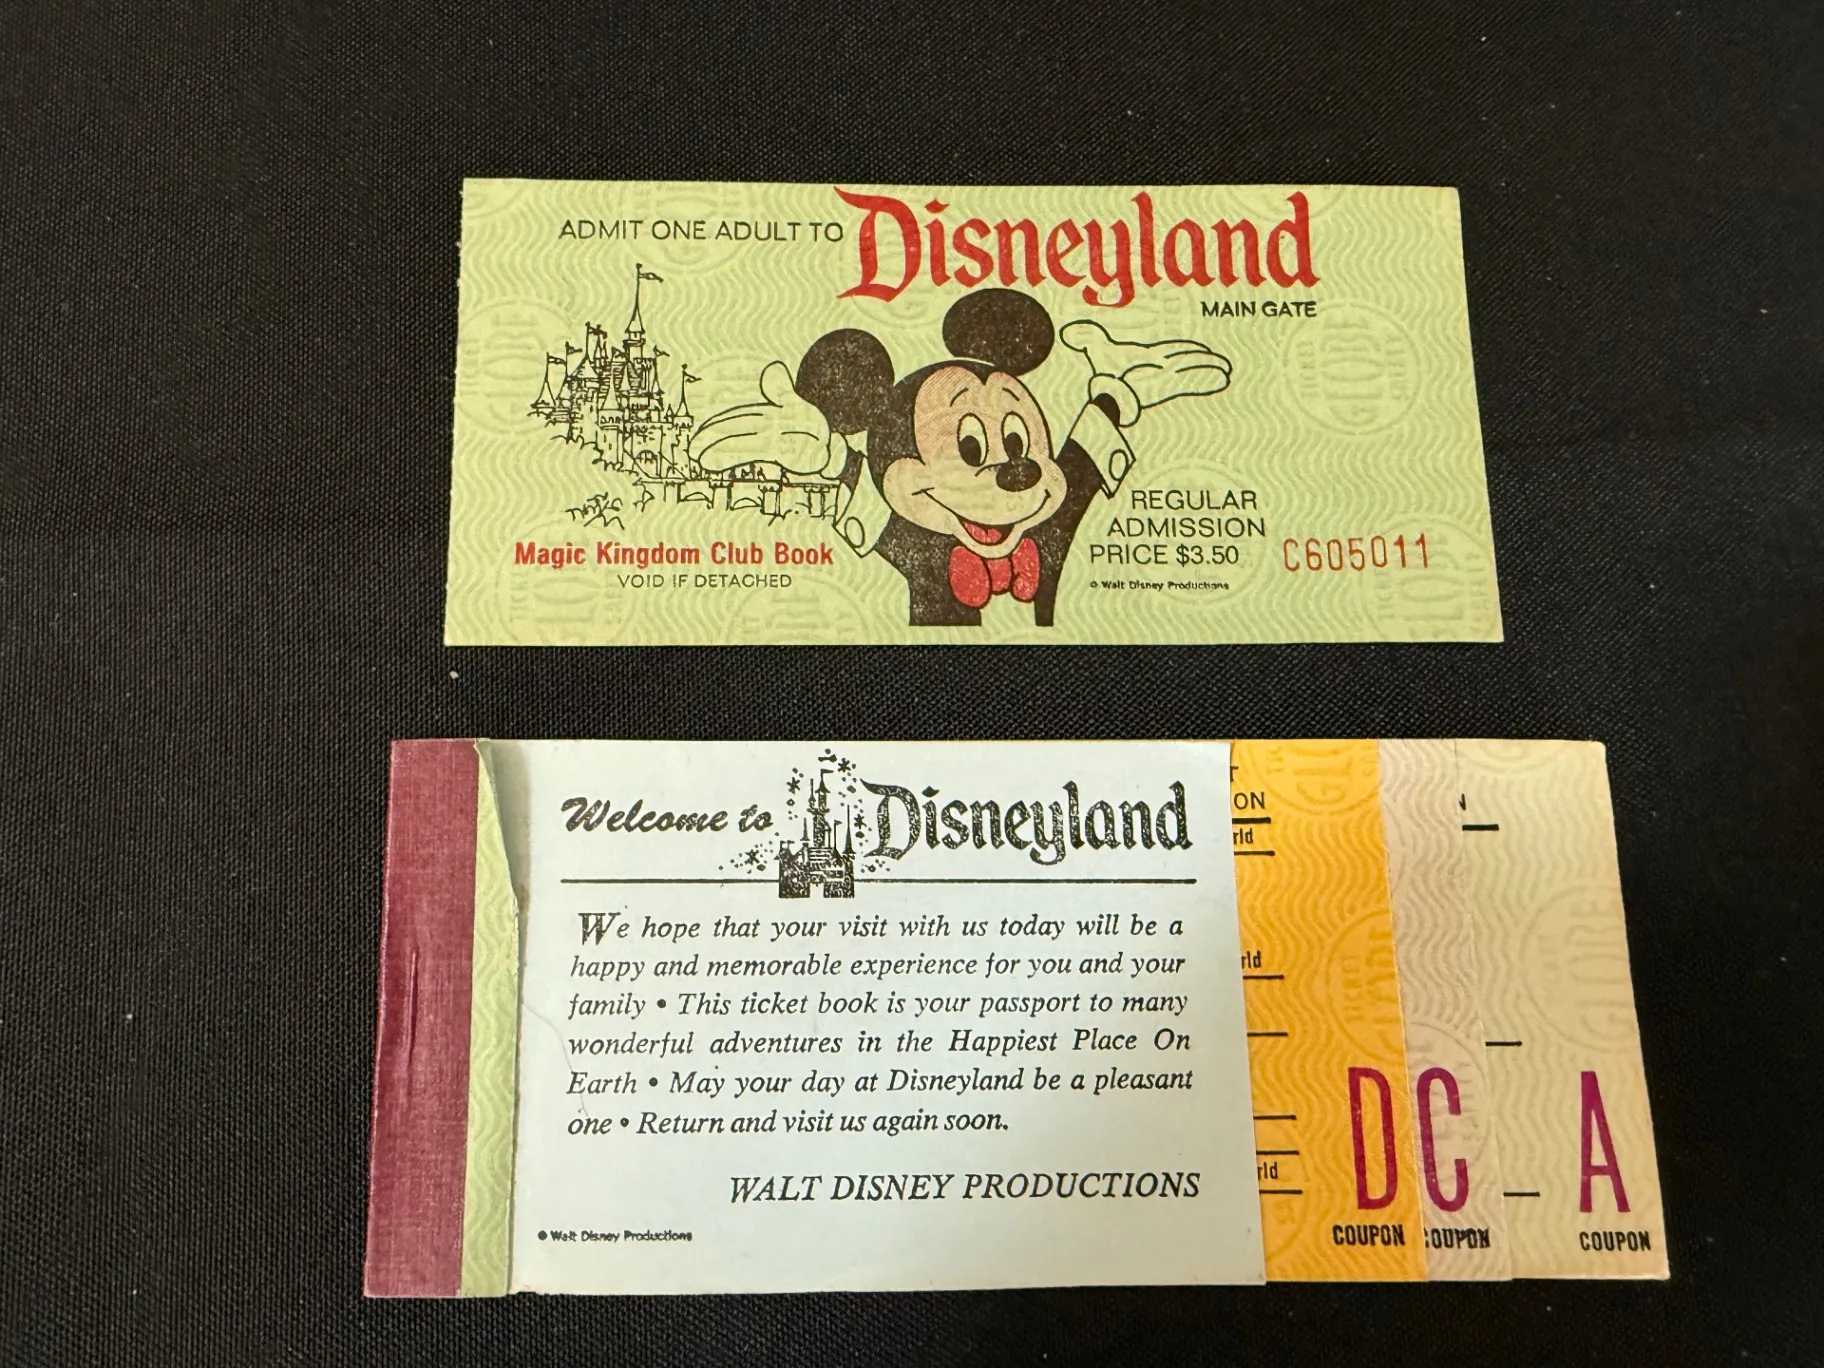 ADMIT ONE ADULT TO Disneyland
MAIN GATE
REGULAR
ADMISSION
PRICE $3.50
C605011
Magic Kingdom Club Book
VOID IF DETACHED
© Walt Disney Productions
Welcome to Disneyland
We hope that your visit with us today will be a
happy and memorable experience for you and your
family • This ticket book is your passport to many
wonderful adventures in the Happiest Place On
Earth • May your day at Disneyland be a pleasant
one • Return and visit us again soon.
WALT DISNEY PRODUCTIONS
© Walt Disney Productions
ON
rld
rld
rld
D
COUPON
C
COUPON
A
COUPON